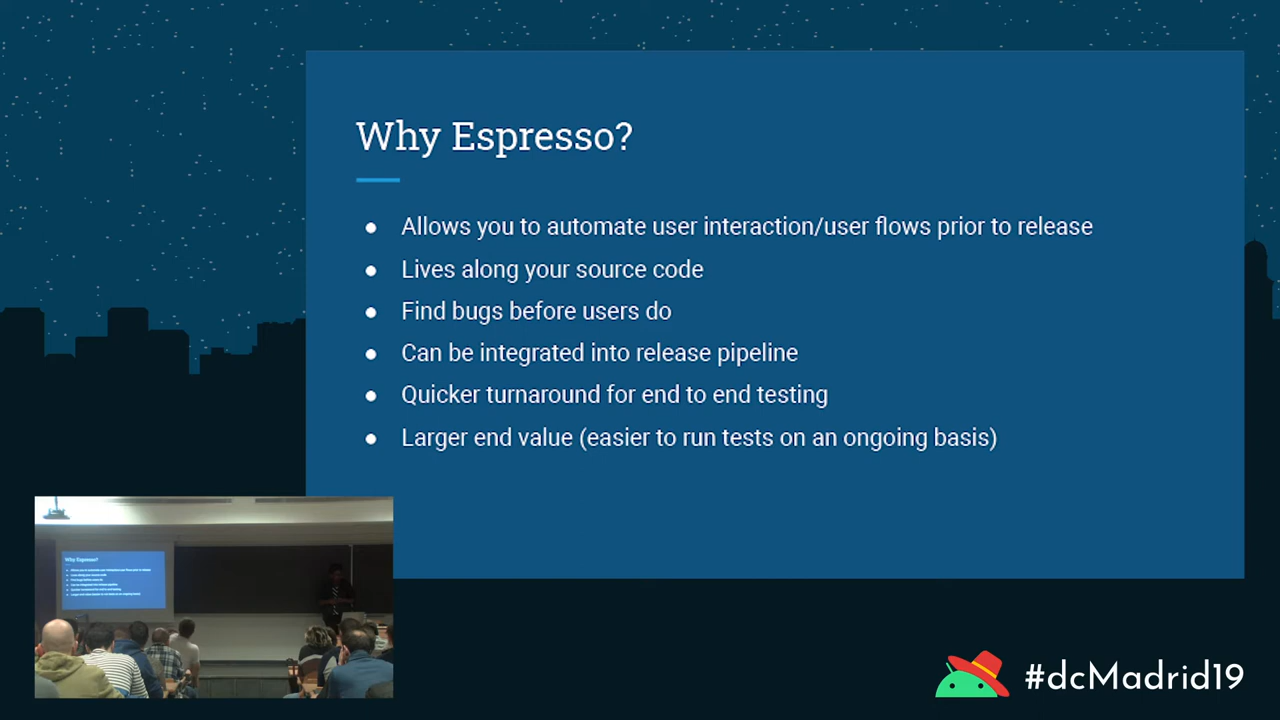 Why Espresso?
● Allows you to automate user interaction/user flows prior to release
● Lives along your source code
● Find bugs before users do
● Can be integrated into release pipeline
● Quicker turnaround for end to end testing
● Larger end value (easier to run tests on an ongoing basis)
Why Espresso?
#dcMadrid19